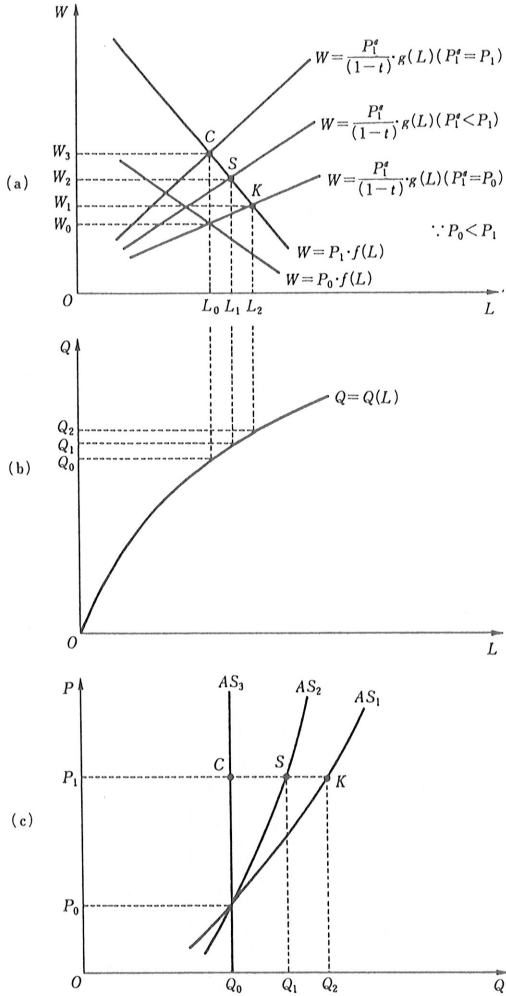 W
W=P₁ᵉ/(1−t)·g(L)(P₁ᵉ=P₁)
W=P₁ᵉ/(1−t)·g(L)(P₁ᵉ<P₁)
C
W₃
S
W₂
K
W=P₁ᵉ/(1−t)·g(L)(P₁ᵉ=P₀)
(a)
W₁
W₀
∵P₀<P₁
W=P₁·f(L)
W=P₀·f(L)
O
L₀ L₁ L₂
L
Q
Q=Q(L)
Q₂
Q₁
Q₀
(b)
O
L
P
AS₃
AS₂
AS₁
C
S
P₁
K
(c)
P₀
O
Q₀
Q₁
Q₂
Q